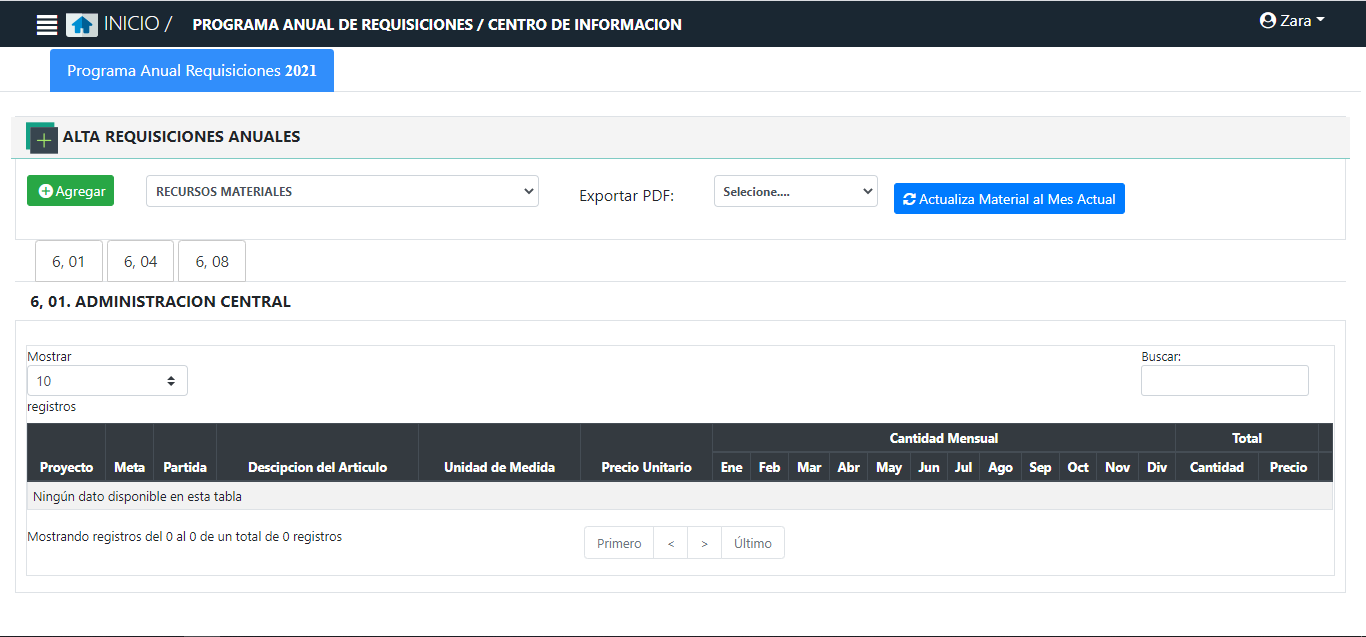 INICIO / PROGRAMA ANUAL DE REQUISICIONES / CENTRO DE INFORMACION Zara
Programa Anual Requisiciones 2021
ALTA REQUISICIONES ANUALES
Agregar RECURSOS MATERIALES Exportar PDF: Selecione.... Actualiza Material al Mes Actual
6, 01 6, 04 6, 08
6, 01. ADMINISTRACION CENTRAL
Mostrar Buscar:
10
registros
Cantidad Mensual Total
Proyecto Meta Partida Descipcion del Articulo Unidad de Medida Precio Unitario Ene Feb Mar Abr May Jun Jul Ago Sep Oct Nov Div Cantidad Precio
Ningún dato disponible en esta tabla
Mostrando registros del 0 al 0 de un total de 0 registros Primero < > Último